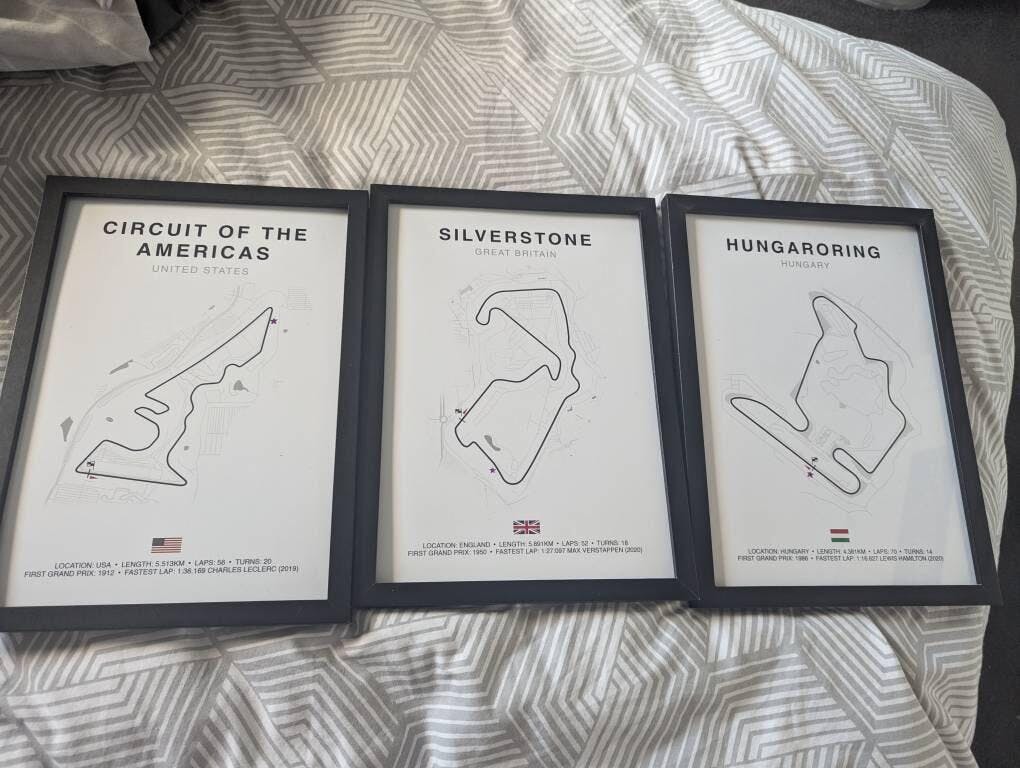 CIRCUIT OF THE
AMERICAS
UNITED STATES
LOCATION: USA • LENGTH: 5.513KM • LAPS: 56 • TURNS: 20
FIRST GRAND PRIX: 1912 • FASTEST LAP: 1:36.169 CHARLES LECLERC (2019)
SILVERSTONE
GREAT BRITAIN
LOCATION: ENGLAND • LENGTH: 5.891KM • LAPS: 52 • TURNS: 18
FIRST GRAND PRIX: 1950 • FASTEST LAP: 1:27.097 MAX VERSTAPPEN (2020)
HUNGARORING
HUNGARY
LOCATION: HUNGARY • LENGTH: 4.381KM • LAPS: 70 • TURNS: 14
FIRST GRAND PRIX: 1986 • FASTEST LAP: 1:16.627 LEWIS HAMILTON (2020)